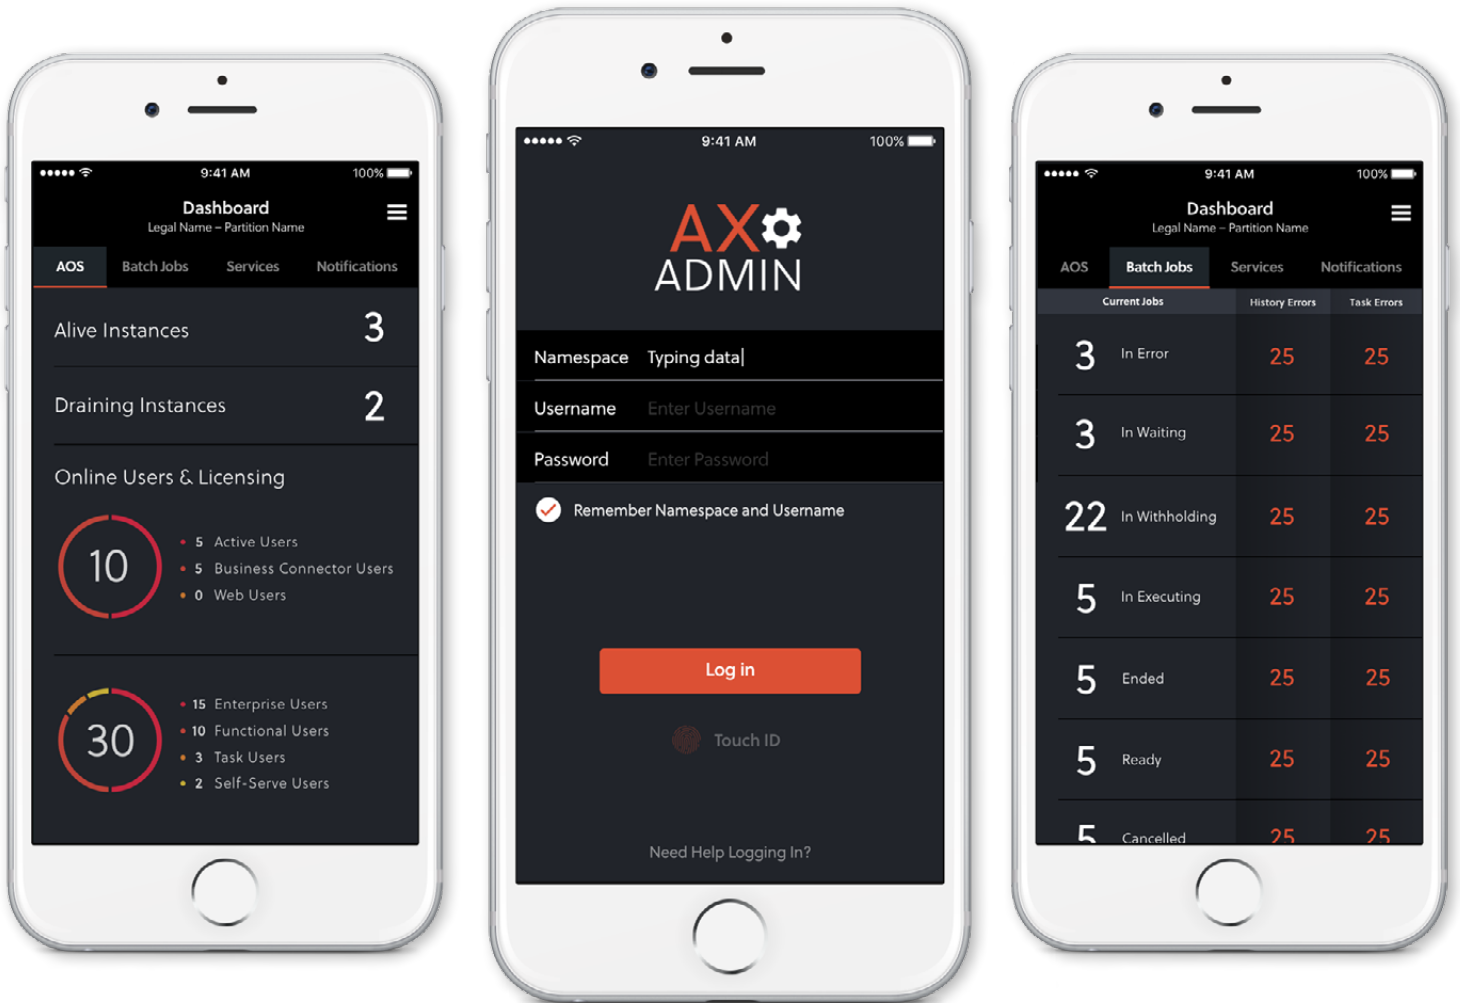 9:41 AM 100%
Dashboard
Legal Name – Partition Name
AOS Batch Jobs Services Notifications
Alive Instances 3
Draining Instances 2
Online Users & Licensing
10
5 Active Users
5 Business Connector Users
0 Web Users
30
15 Enterprise Users
10 Functional Users
3 Task Users
2 Self-Serve Users
9:41 AM 100%
AX
ADMIN
Namespace Typing data
Username Enter Username
Password Enter Password
Remember Namespace and Username
Log in
Touch ID
Need Help Logging In?
9:41 AM 100%
Dashboard
Legal Name – Partition Name
AOS Batch Jobs Services Notifications
Current Jobs History Errors Task Errors
3 In Error 25 25
3 In Waiting 25 25
22 In Withholding 25 25
5 In Executing 25 25
5 Ended 25 25
5 Ready 25 25
5 Cancelled 25 25